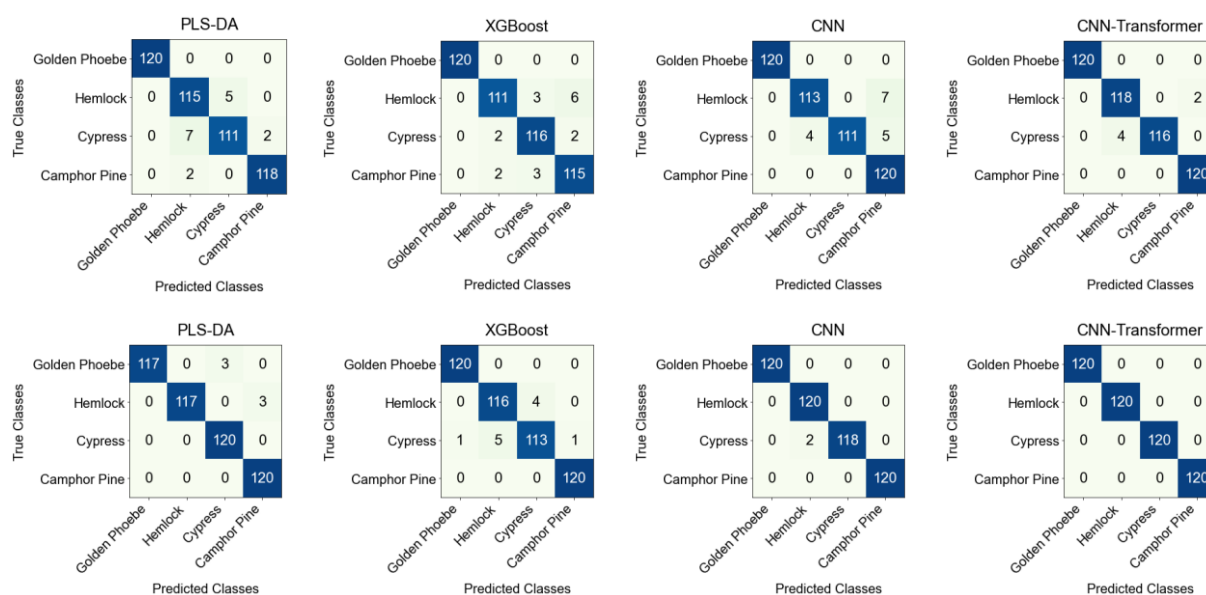 PLS-DA XGBoost CNN CNN-Transformer
Golden Phoebe 120 0 0 0 Golden Phoebe 120 0 0 0 Golden Phoebe 120 0 0 0 Golden Phoebe 120 0 0 0
Hemlock 0 115 5 0 Hemlock 0 111 3 6 Hemlock 0 113 0 7 Hemlock 0 118 0 2
Cypress 0 7 111 2 Cypress 0 2 116 2 Cypress 0 4 111 5 Cypress 0 4 116 0
Camphor Pine 0 2 0 118 Camphor Pine 0 2 3 115 Camphor Pine 0 0 0 120 Camphor Pine 0 0 0 120
True Classes True Classes True Classes True Classes
Golden Phoebe Hemlock Cypress Camphor Pine Golden Phoebe Hemlock Cypress Camphor Pine Golden Phoebe Hemlock Cypress Camphor Pine Golden Phoebe Hemlock Cypress Camphor Pine
Predicted Classes Predicted Classes Predicted Classes Predicted Classes
PLS-DA XGBoost CNN CNN-Transformer
Golden Phoebe 117 0 3 0 Golden Phoebe 120 0 0 0 Golden Phoebe 120 0 0 0 Golden Phoebe 120 0 0 0
Hemlock 0 117 0 3 Hemlock 0 116 4 0 Hemlock 0 120 0 0 Hemlock 0 120 0 0
Cypress 0 0 120 0 Cypress 1 5 113 1 Cypress 0 2 118 0 Cypress 0 0 120 0
Camphor Pine 0 0 0 120 Camphor Pine 0 0 0 120 Camphor Pine 0 0 0 120 Camphor Pine 0 0 0 120
True Classes True Classes True Classes True Classes
Golden Phoebe Hemlock Cypress Camphor Pine Golden Phoebe Hemlock Cypress Camphor Pine Golden Phoebe Hemlock Cypress Camphor Pine Golden Phoebe Hemlock Cypress Camphor Pine
Predicted Classes Predicted Classes Predicted Classes Predicted Classes